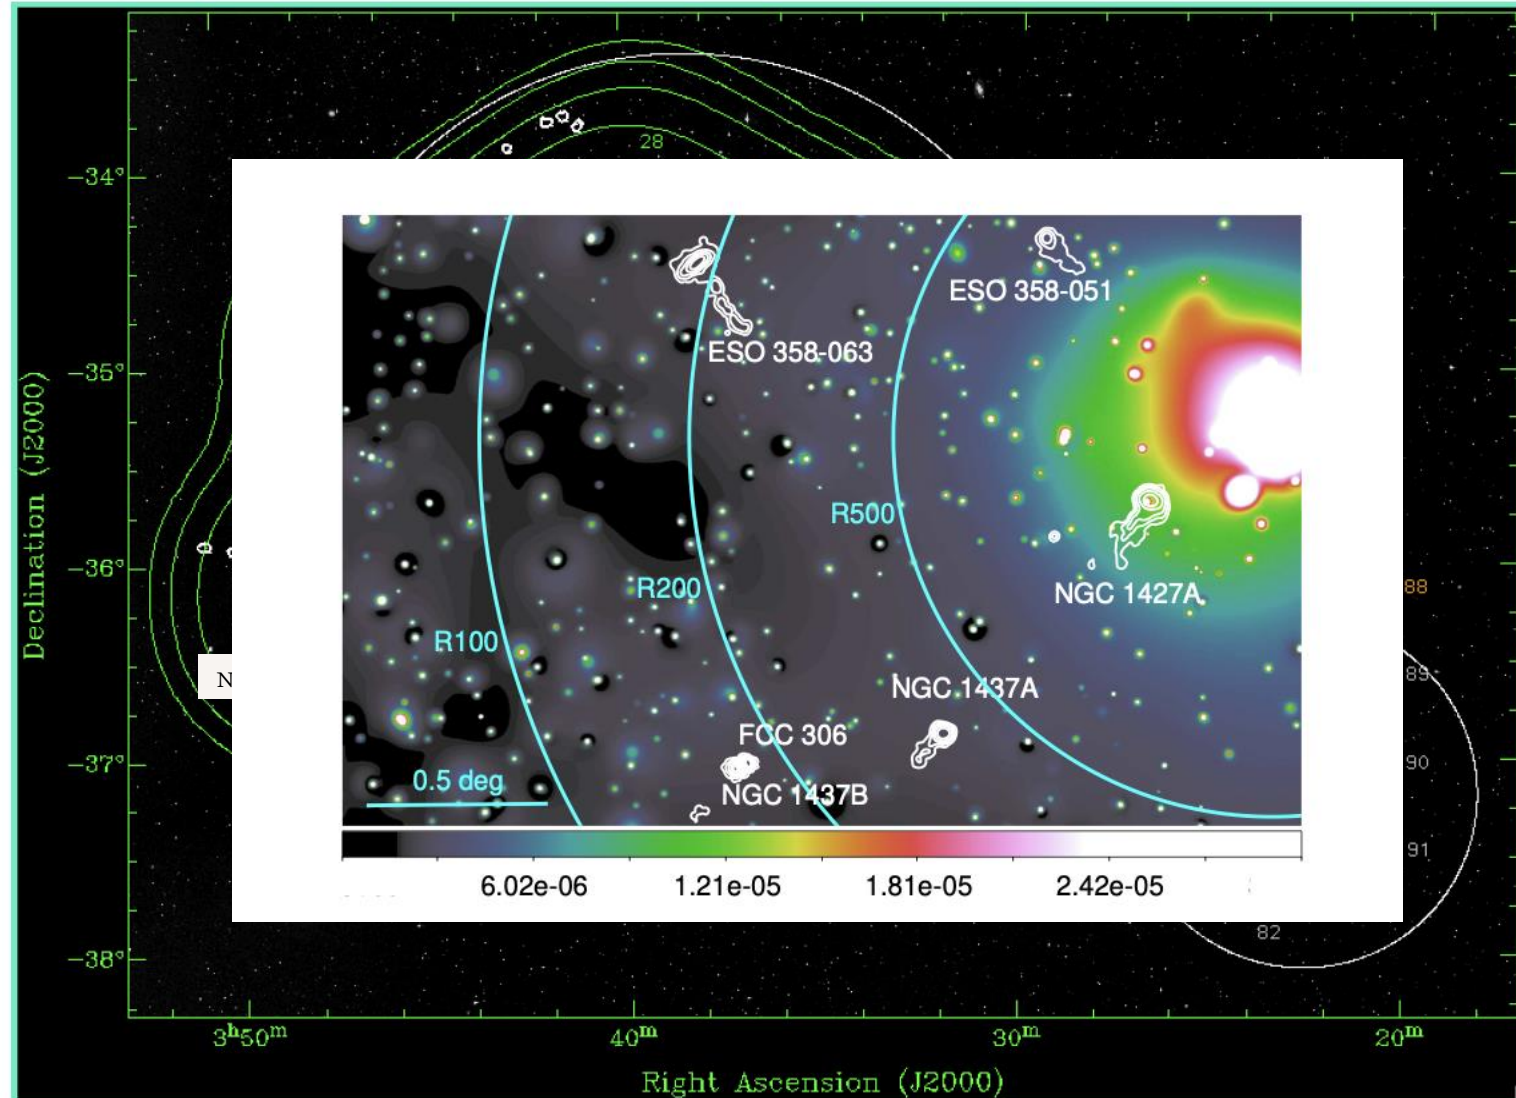 28
-34°
-35°
-36°
-37°
-38°
Declination (J2000)
ESO 358-051
ESO 358-063
R500
R200
R100
NGC 1427A
NGC 1437A
FCC 306
NGC 1437B
0.5 deg
6.02e-06 1.21e-05 1.81e-05 2.42e-05
N
88
89
90
91
82
3ʰ50ᵐ 40ᵐ 30ᵐ 20ᵐ
Right Ascension (J2000)